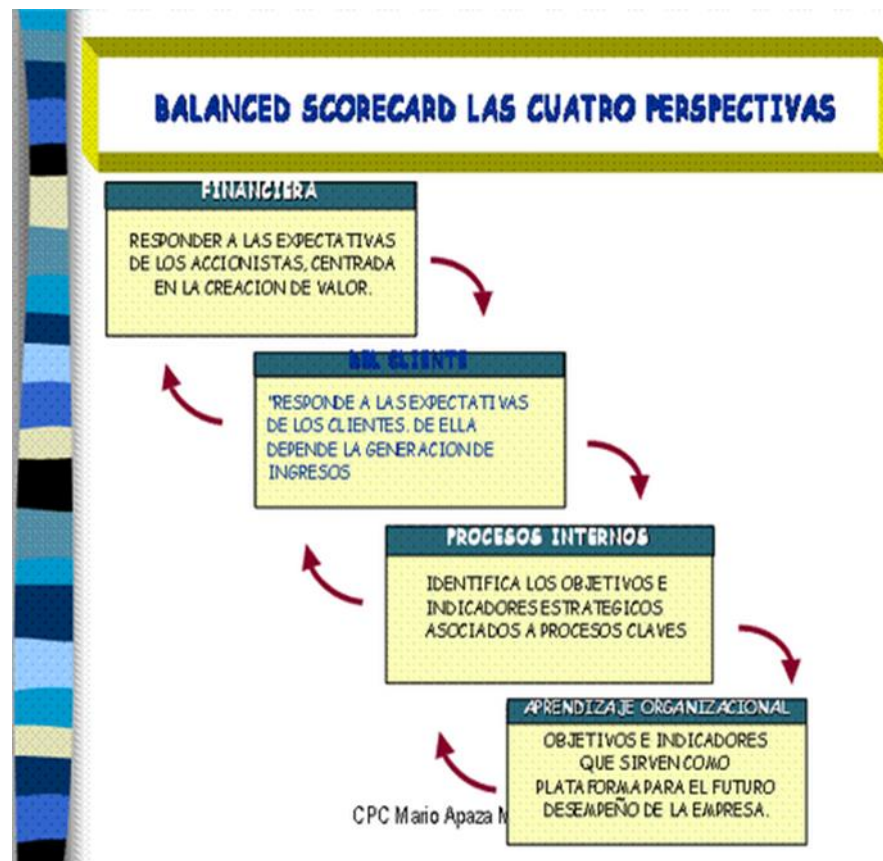 BALANCED SCORECARD LAS CUATRO PERSPECTIVAS
FINANCIERA
RESPONDER A LAS EXPECTATIVAS
DE LOS ACCIONISTAS, CENTRADA
EN LA CREACION DE VALOR.
DEL CLIENTE
"RESPONDE A LAS EXPECTATIVAS
DE LOS CLIENTES. DE ELLA
DEPENDE LA GENERACION DE
INGRESOS
PROCESOS INTERNOS
IDENTIFICA LOS OBJETIVOS E
INDICADORES ESTRATEGICOS
ASOCIADOS A PROCESOS CLAVES
APRENDIZAJE ORGANIZACIONAL
OBJETIVOS E INDICADORES
QUE SIRVEN COMO
PLATAFORMA PARA EL FUTURO
DESEMPEÑO DE LA EMPRESA.
CPC Mario Apaza